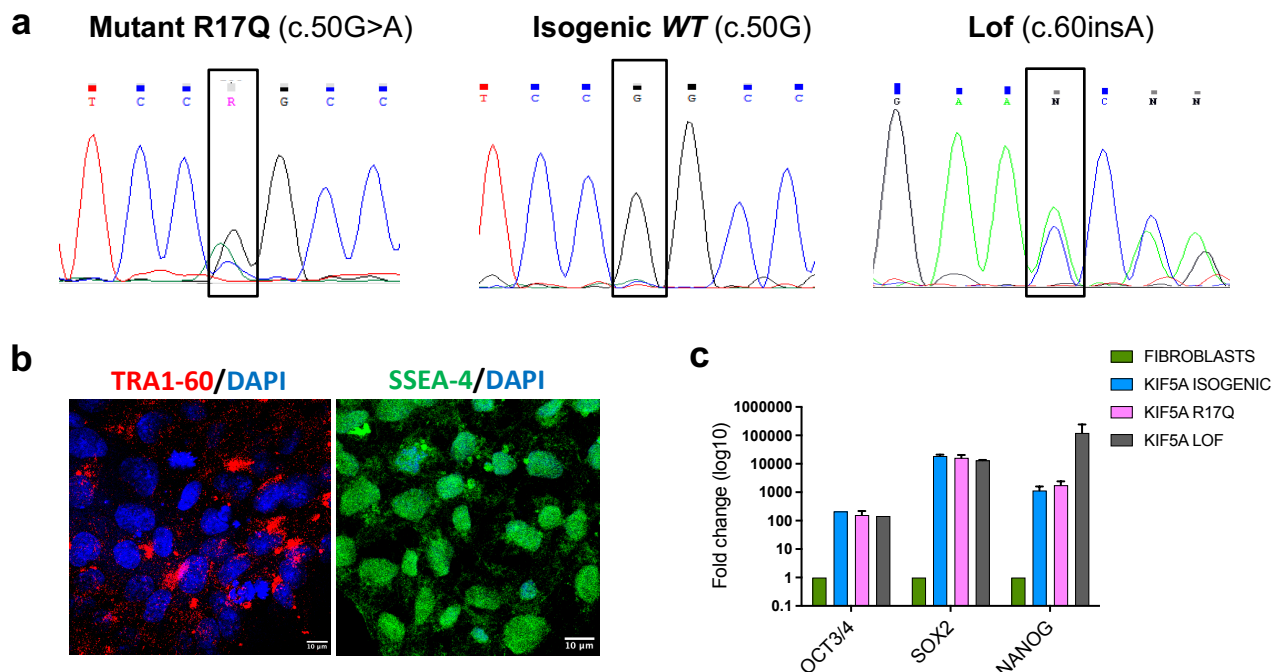 a
Mutant R17Q (c.50G>A)
Isogenic WT (c.50G)
Lof (c.60insA)
T C C R G C C
T C C G G C C
G A A N C N N
b
TRA1-60/DAPI
SSEA-4/DAPI
10 µm
10 µm
c
FIBROBLASTS
KIF5A ISOGENIC
KIF5A R17Q
KIF5A LOF
Fold change (log10)
1000000
100000
10000
1000
100
10
1
0.1
OCT3/4
SOX2
NANOG